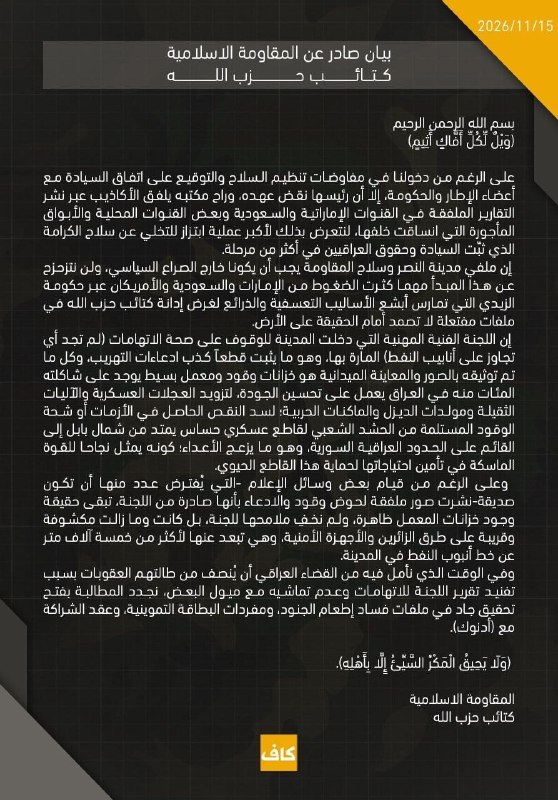 2026/11/15
بيان صادر عن المقاومة الاسلامية
كـتـائـــب حـــــزب اللـــــــه
بسم الله الرحمن الرحيم
(وَيْلٌ لِّكُلِّ أَفَّاكٍ أَثِيمٍ)
على الرغم من دخولنا في مفاوضات تنظيم السلاح والتوقيع على اتفاق السيادة مع
أعضاء الإطار والحكومة، إلا أن رئيسها نقض عهده، وراح مكتبه يلفق الأكاذيب عبر نشر
التقارير الملفقة في القنوات الإماراتية والسعودية وبعض القنوات المحلية والأبواق
المأجورة التي انساقت خلفها، لنتعرض بذلك لأكبر عملية ابتزاز للتخلي عن سلاح الكرامة
الذي ثبّت السيادة وحقوق العراقيين في أكثر من مرحلة.
إن ملفي مدينة النصر وسلاح المقاومة يجب أن يكونا خارج الصراع السياسي، ولن نتزحزح
عن هذا المبدأ مهما كثرت الضغوط من الإمارات والسعودية والأمريكان عبر حكومة
الزيدي التي تمارس أبشع الأساليب التعسفية والذرائع لغرض إدانة كتائب حزب الله في
ملفات مفتعلة لا تصمد أمام الحقيقة على الأرض.
إن اللجنة الفنية المهنية التي دخلت المدينة للوقوف على صحة الاتهامات (لم تجد أي
تجاوز على أنابيب النفط) المارة بها، وهو ما يثبت قطعاً كذب ادعاءات التهريب، وكل ما
تم توثيقه بالصور والمعاينة الميدانية هو خزانات وقود ومعمل بسيط يوجد على شاكلته
المئات منه في العراق يعمل على تحسين الجودة، لتزويد العجلات العسكرية والآليات
الثقيلة ومولدات الديزل والماكنات الحربية؛ لسد النقص الحاصل في الأزمات أو شحة
الوقود المستلمة من الحشد الشعبي لقاطع عسكري حساس يمتد من شمال بابل إلى
القائم على الحدود العراقية السورية، وهو ما يزعج الأعداء؛ كونه يمثل نجاحا للقوة
الماسكة في تأمين احتياجاتها لحماية هذا القاطع الحيوي.
وعلى الرغم من قيام بعض وسائل الإعلام -التي يُفترض عدد منها أن تكون
صديقة-نشرت صور ملفقة لحوض وقود والادعاء بأنها صادرة من اللجنة، تبقى حقيقة
وجود خزانات المعمل ظاهرة، ولم نخفِ ملامحها للجنة، بل كانت وما زالت مكشوفة
وقريبة على طرق الزائرين والأجهزة الأمنية، وهي تبعد عنها لأكثر من خمسة آلاف متر
عن خط أنبوب النفط في المدينة.
وفي الوقت الذي نأمل فيه من القضاء العراقي أن يُنصف من طالتهم العقوبات بسبب
تفنيد تقرير اللجنة للاتهامات وعدم تماشيه مع ميول البعض، نجدد المطالبة بفتح
تحقيق جاد في ملفات فساد إطعام الجنود، ومفردات البطاقة التموينية، وعقد الشراكة
مع (أدنوك).
(وَلَا يَحِيقُ الْمَكْرُ السَّيِّئُ إِلَّا بِأَهْلِهِ).
المقاومة الاسلامية
كتائب حزب الله
كاف